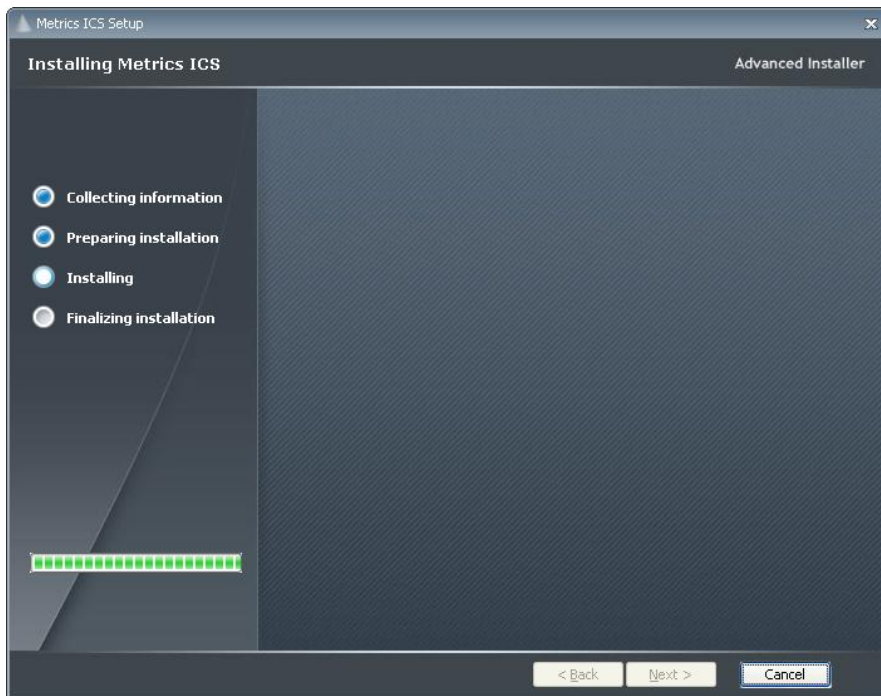 Metrics ICS Setup
Installing Metrics ICS
Advanced Installer
Collecting information
Preparing installation
Installing
Finalizing installation
< Back
Next >
Cancel